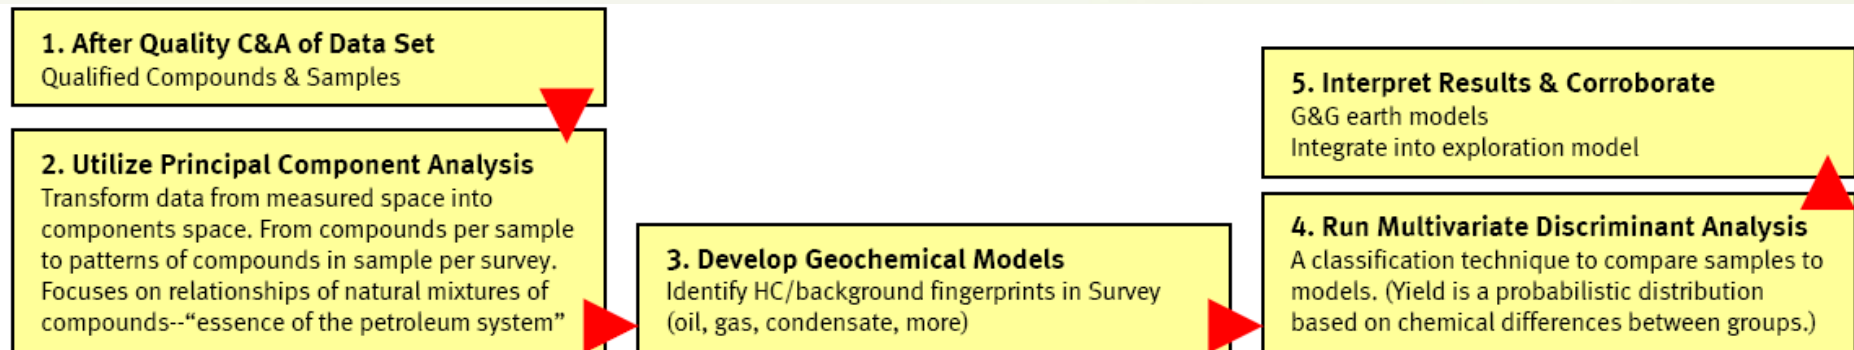 1. After Quality C&A of Data Set
Qualified Compounds & Samples
2. Utilize Principal Component Analysis
Transform data from measured space into
components space. From compounds per sample
to patterns of compounds in sample per survey.
Focuses on relationships of natural mixtures of
compounds--“essence of the petroleum system”
3. Develop Geochemical Models
Identify HC/background fingerprints in Survey
(oil, gas, condensate, more)
4. Run Multivariate Discriminant Analysis
A classification technique to compare samples to
models. (Yield is a probabilistic distribution
based on chemical differences between groups.)
5. Interpret Results & Corroborate
G&G earth models
Integrate into exploration model